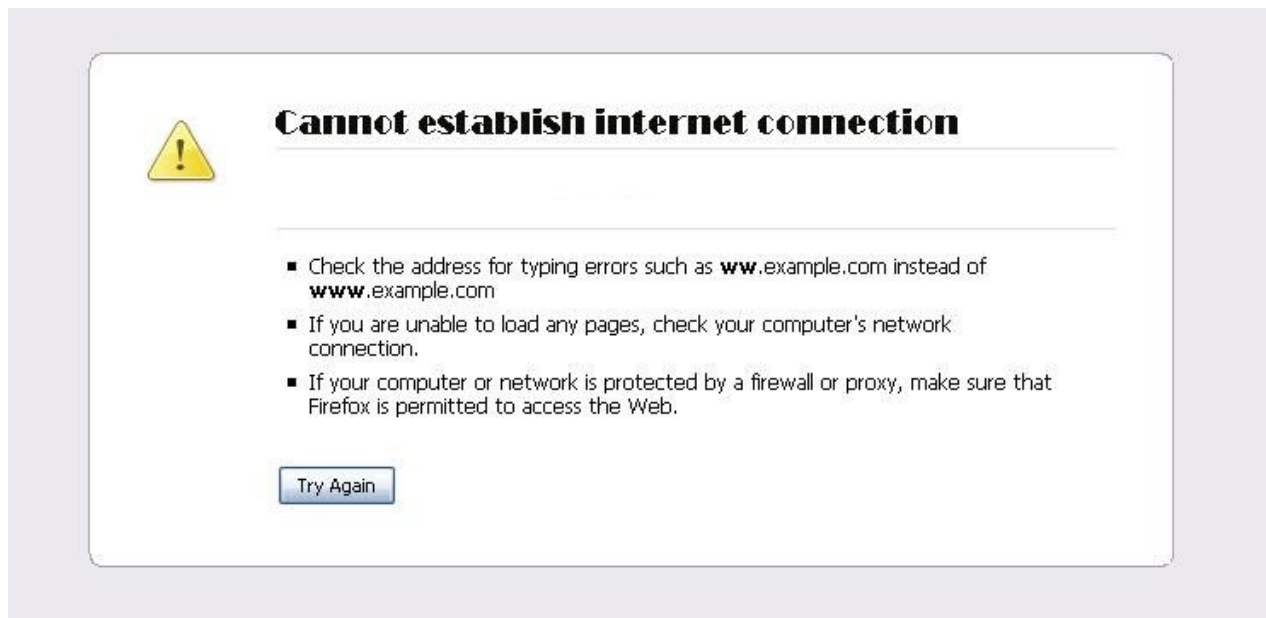 Cannot establish internet connection
Check the address for typing errors such as ww.example.com instead of
www.example.com
If you are unable to load any pages, check your computer's network
connection.
If your computer or network is protected by a firewall or proxy, make sure that
Firefox is permitted to access the Web.
Try Again